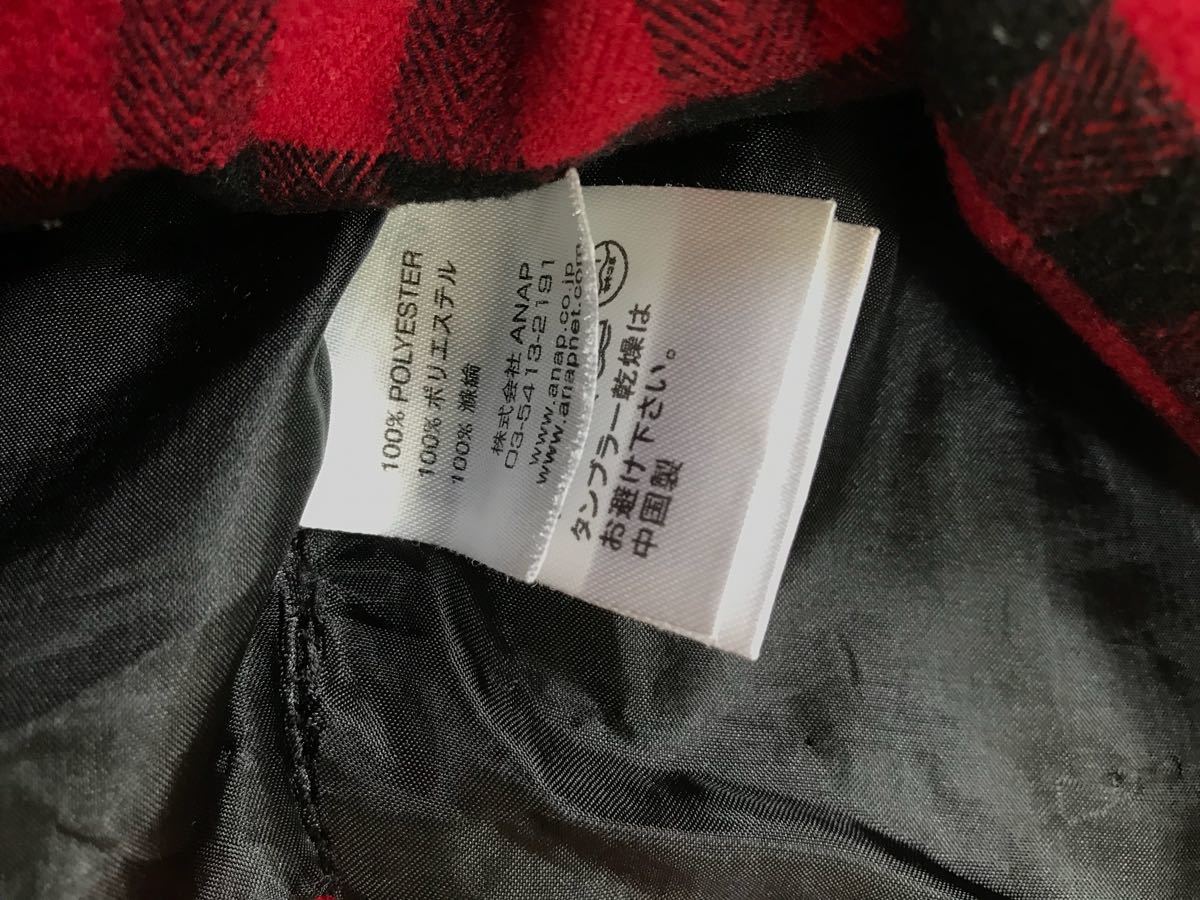 100% POLYESTER
100% ポリエステル
100% 滌綸
株式会社 ANAP
03-5413-2191
www.anap.co.jp
www.anapnet.com
タンブラー乾燥は
お避け下さい。
中国製